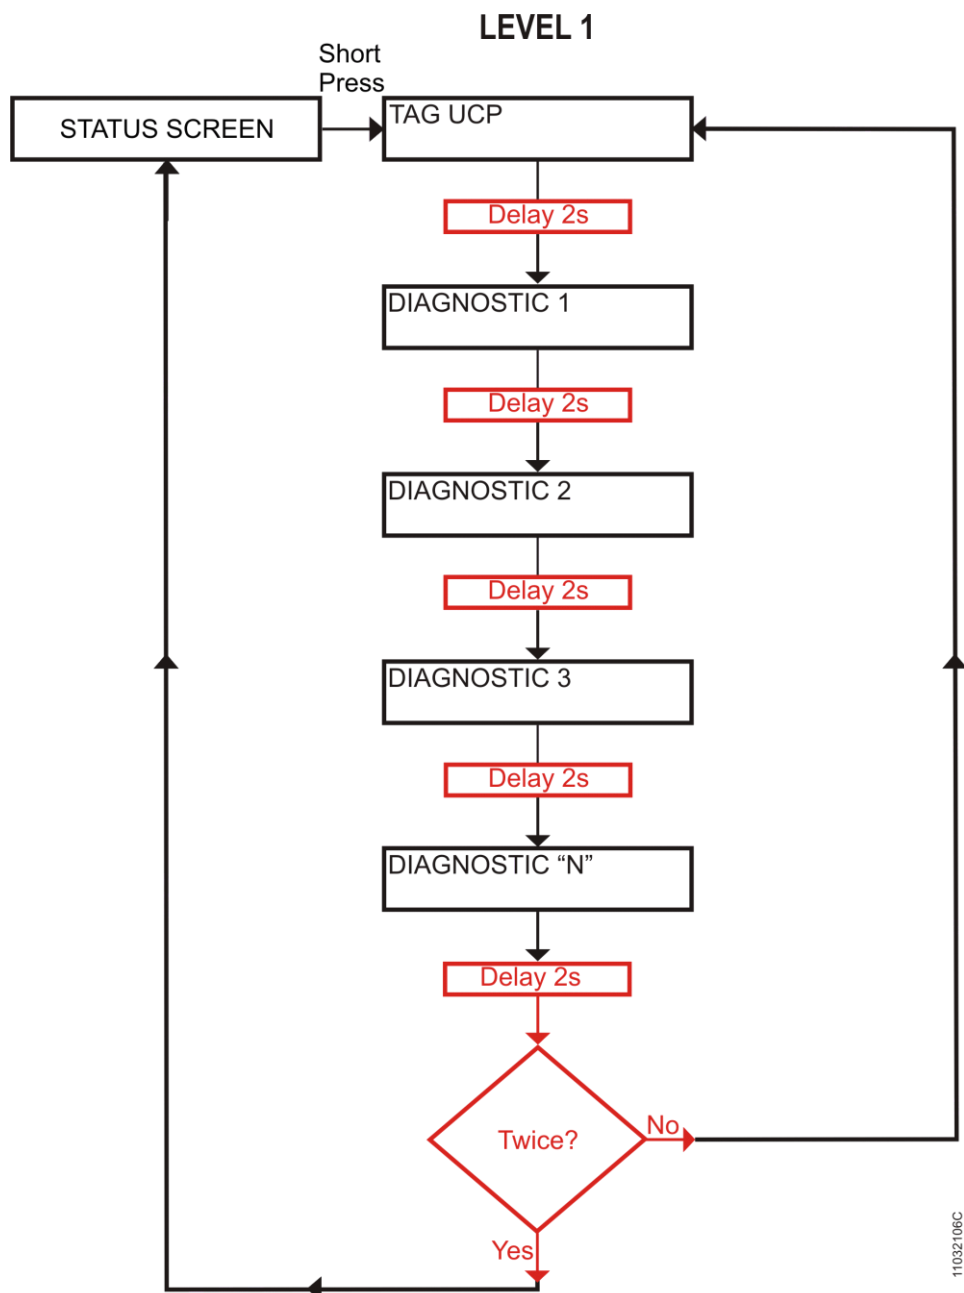 LEVEL 1
Short
Press
STATUS SCREEN
TAG UCP
Delay 2s
DIAGNOSTIC 1
Delay 2s
DIAGNOSTIC 2
Delay 2s
DIAGNOSTIC 3
Delay 2s
DIAGNOSTIC “N”
Delay 2s
Twice?
No
Yes
11032106C